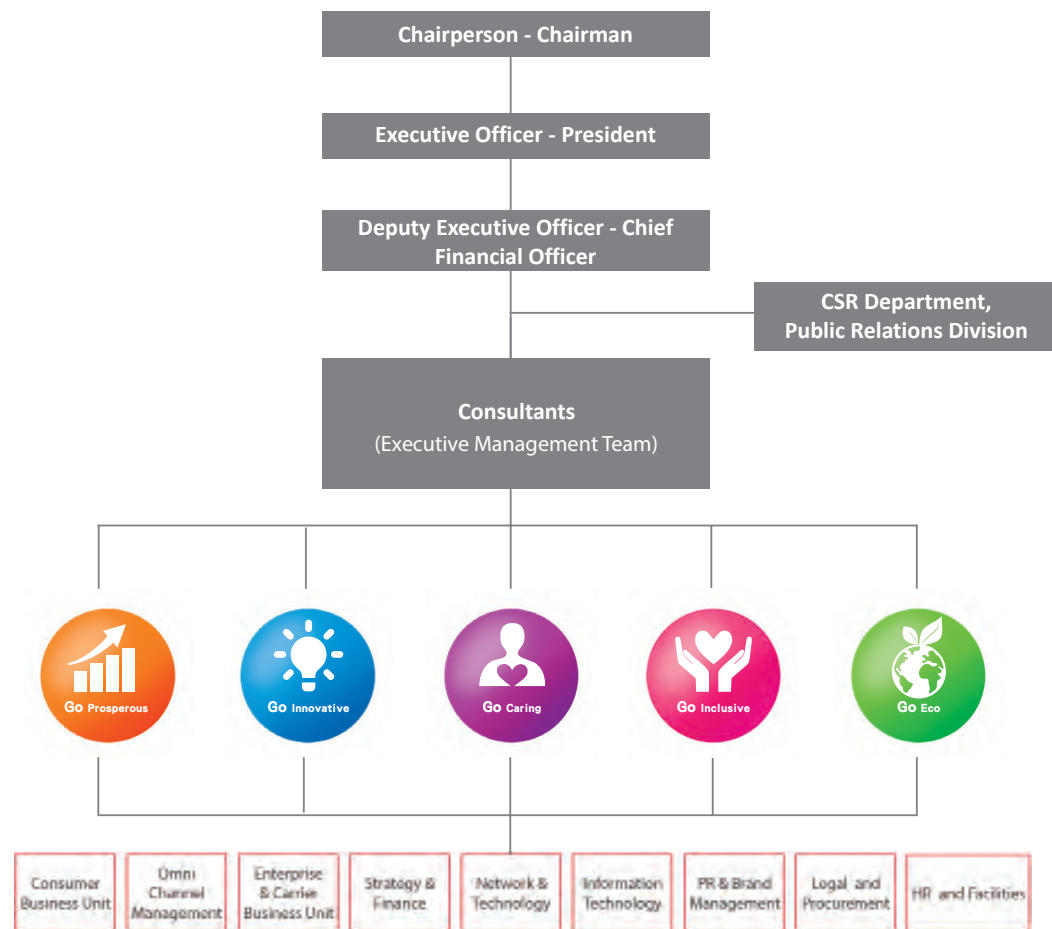 Chairperson - Chairman
Executive Officer - President
Deputy Executive Officer - Chief
Financial Officer
CSR Department,
Public Relations Division
Consultants
(Executive Management Team)
Go Prosperous
Go Innovative
Go Caring
Go Inclusive
Go Eco
Consumer
Business Unit
Omni
Channel
Management
Enterprise
& Carrier
Business Unit
Strategy &
Finance
Network &
Technology
Information
Technology
PR & Brand
Management
Legal and
Procurement
HR and Facilities